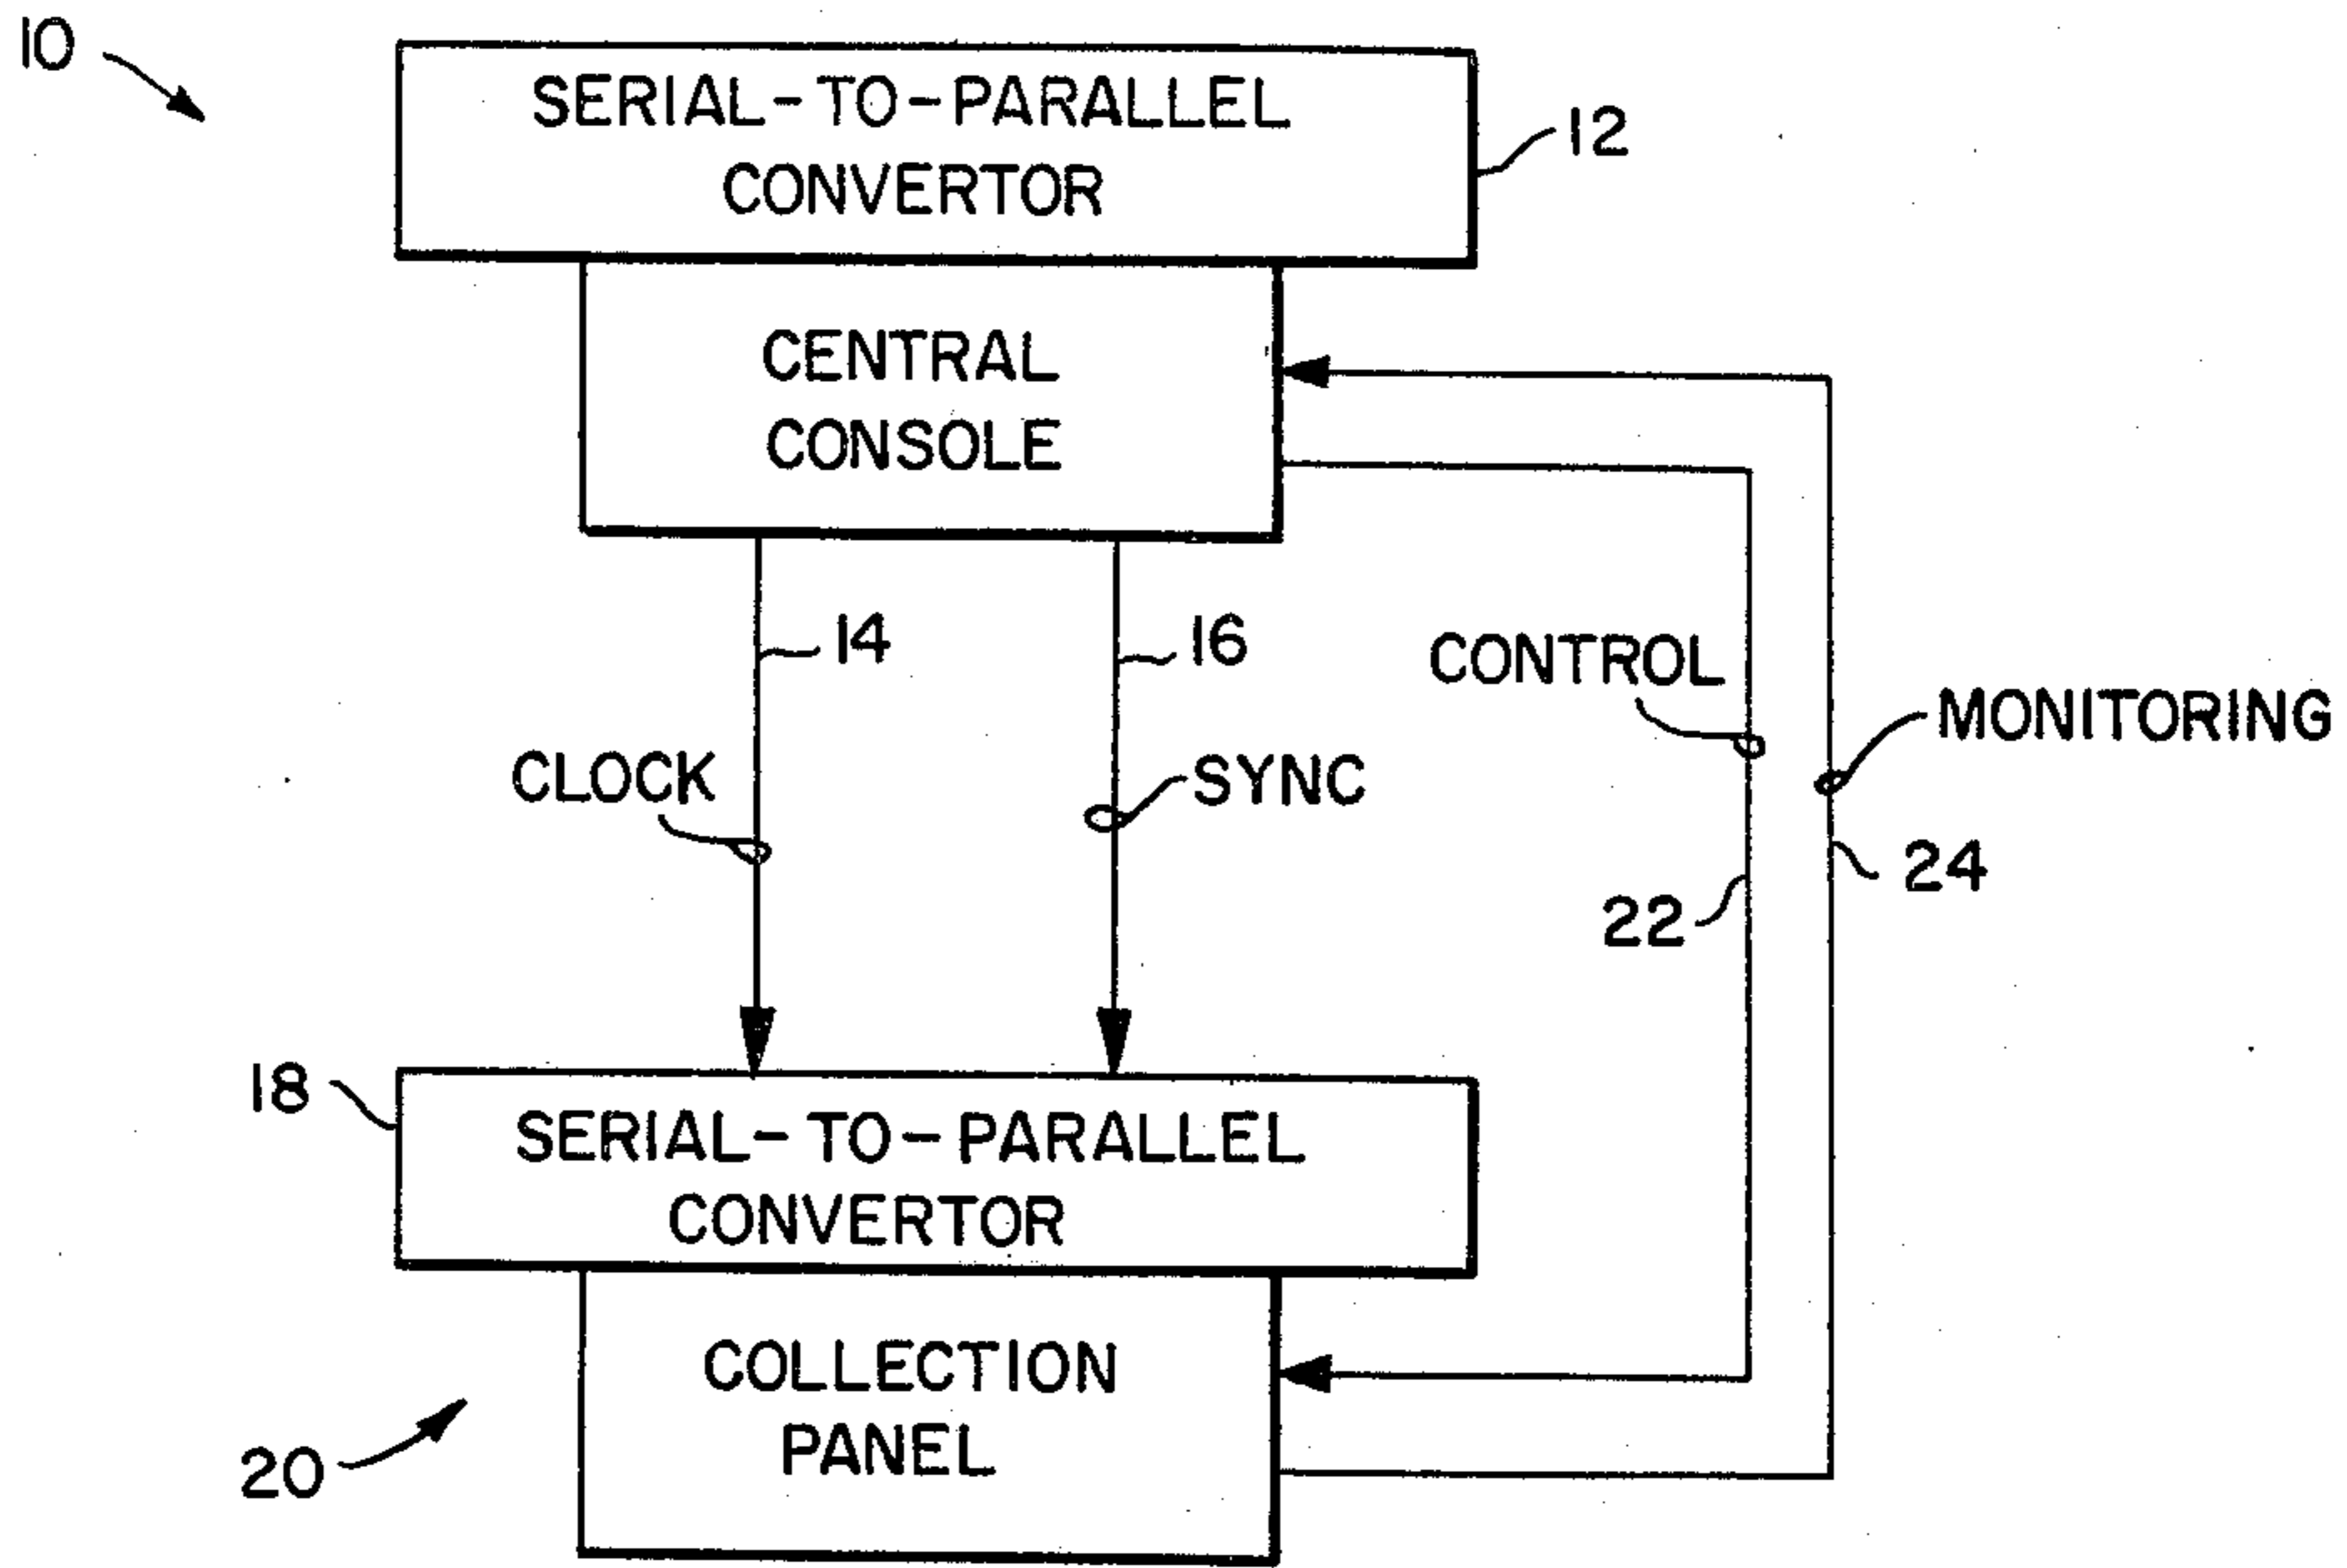 10
SERIAL-TO-PARALLEL
CONVERTOR
12
CENTRAL
CONSOLE
14
16
CONTROL
MONITORING
CLOCK
SYNC
22
24
18
SERIAL-TO-PARALLEL
CONVERTOR
COLLECTION
PANEL
20